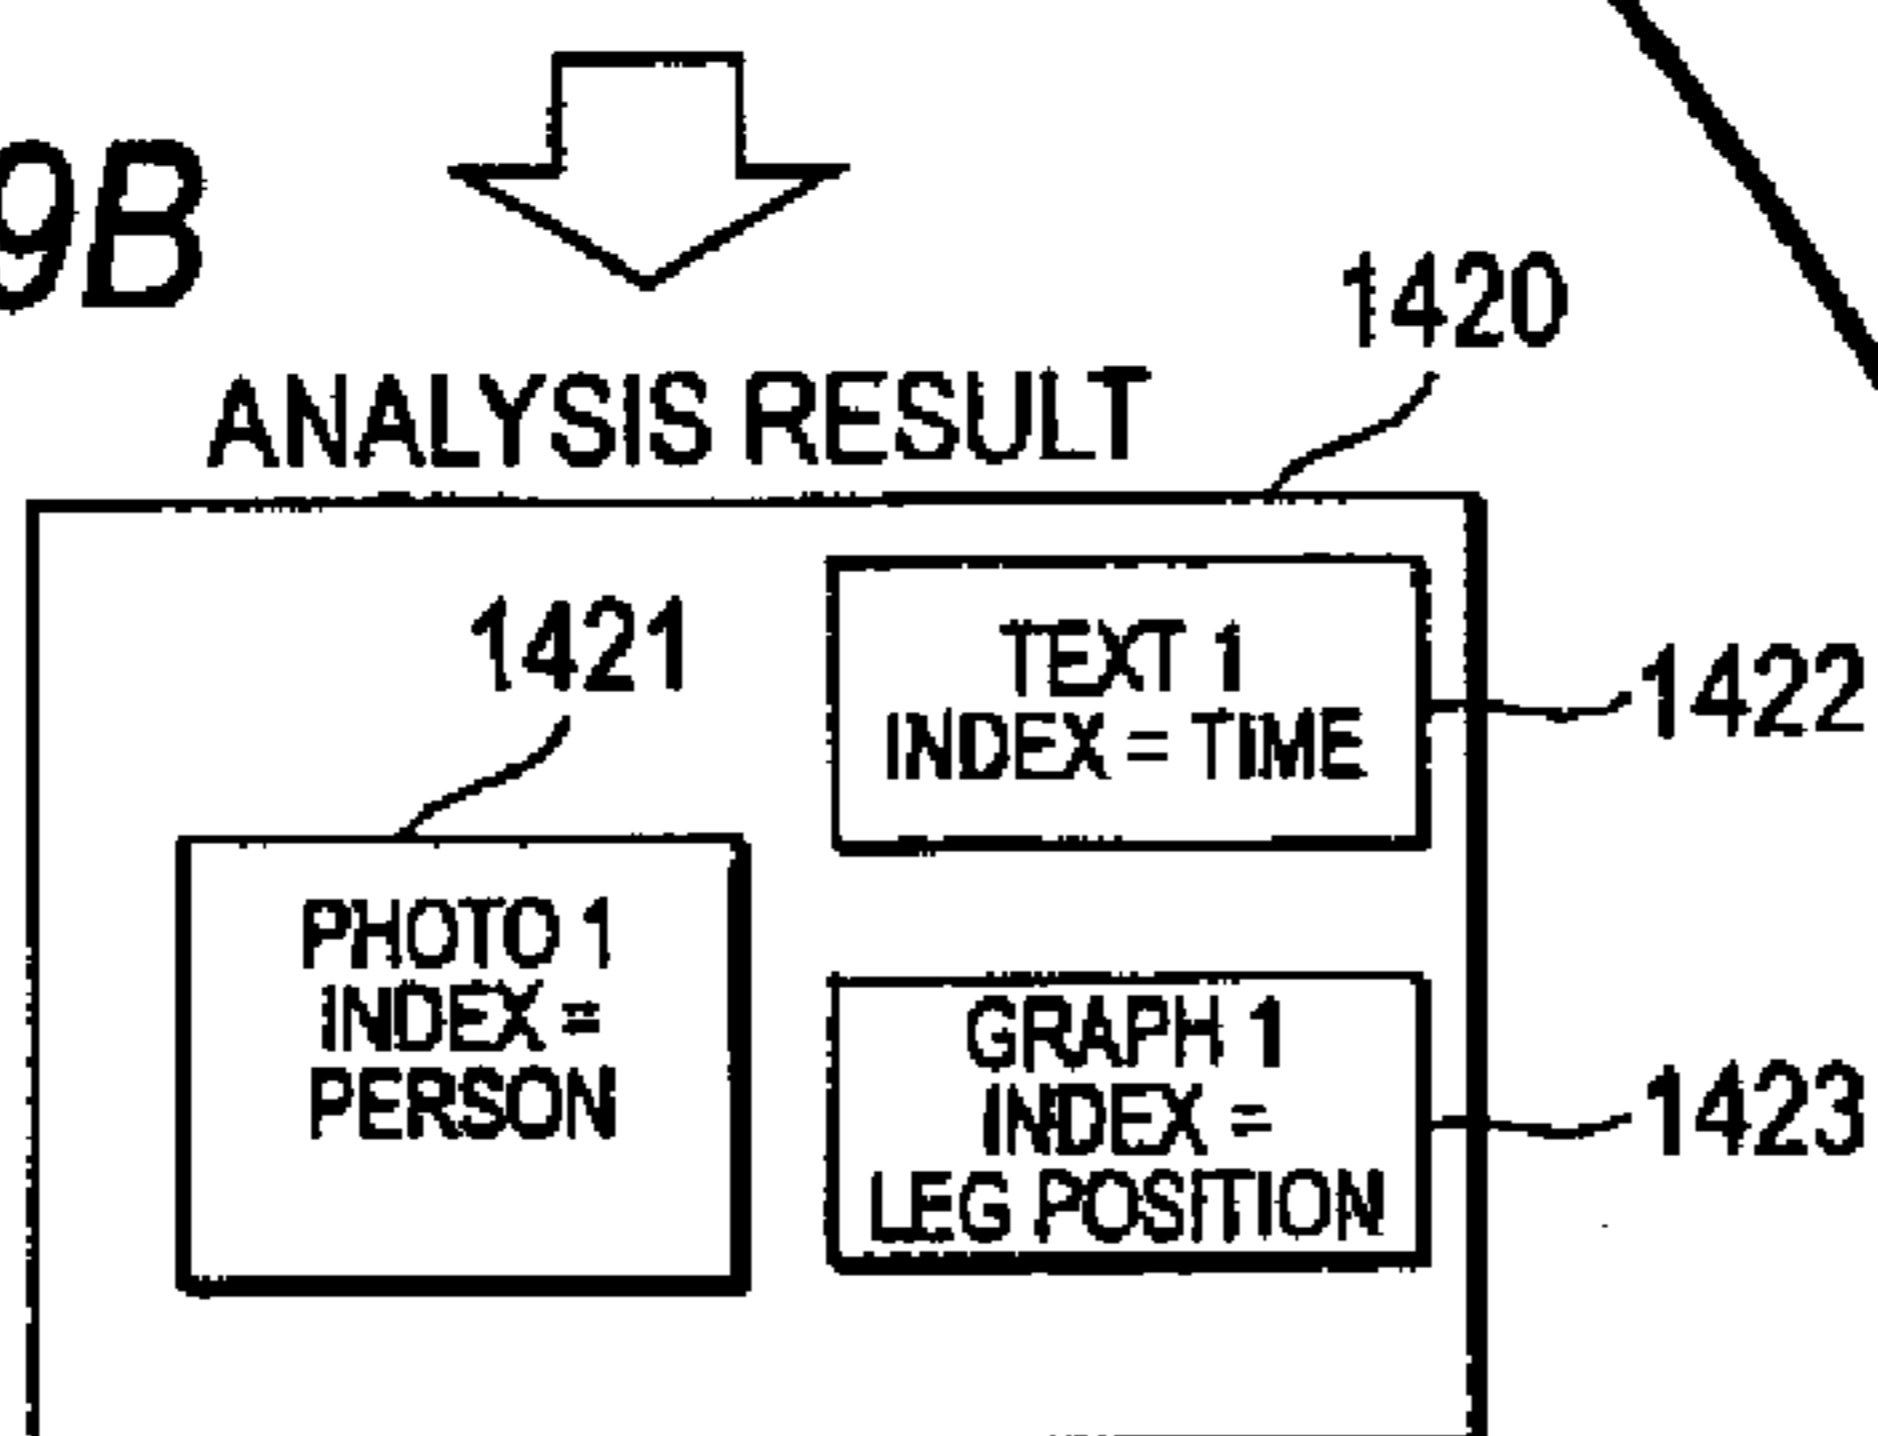 9B
1420
ANALYSIS RESULT
1421
TEXT 1
INDEX = TIME
1422
PHOTO 1
INDEX =
PERSON
GRAPH 1
INDEX =
LEG POSITION
1423